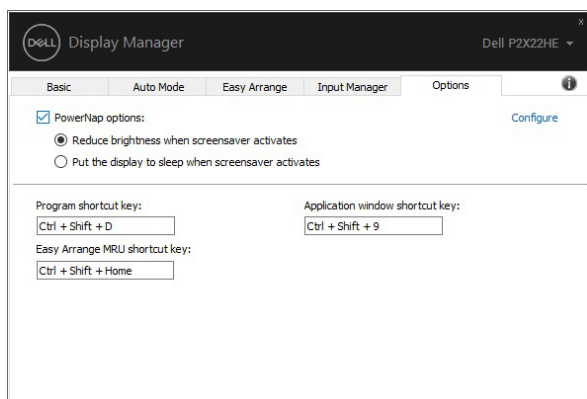 DELL Display Manager Dell P2X22HE
x
Basic Auto Mode Easy Arrange Input Manager Options i
PowerNap options: Configure
Reduce brightness when screensaver activates
Put the display to sleep when screensaver activates
Program shortcut key: Application window shortcut key:
Ctrl + Shift + D Ctrl + Shift + 9
Easy Arrange MRU shortcut key:
Ctrl + Shift + Home